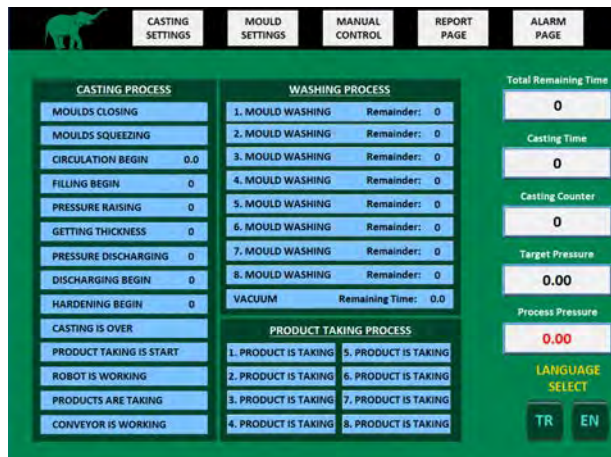 CASTING SETTINGS
MOULD SETTINGS
MANUAL CONTROL
REPORT PAGE
ALARM PAGE
CASTING PROCESS
MOULDS CLOSING
MOULDS SQUEEZING
CIRCULATION BEGIN 0.0
FILLING BEGIN 0
PRESSURE RAISING 0
GETTING THICKNESS 0
PRESSURE DISCHARGING 0
DISCHARGING BEGIN 0
HARDENING BEGIN 0
CASTING IS OVER
PRODUCT TAKING IS START
ROBOT IS WORKING
PRODUCTS ARE TAKING
CONVEYOR IS WORKING
WASHING PROCESS
1. MOULD WASHING Remainder: 0
2. MOULD WASHING Remainder: 0
3. MOULD WASHING Remainder: 0
4. MOULD WASHING Remainder: 0
5. MOULD WASHING Remainder: 0
6. MOULD WASHING Remainder: 0
7. MOULD WASHING Remainder: 0
8. MOULD WASHING Remainder: 0
VACUUM Remaining Time: 0.0
PRODUCT TAKING PROCESS
1. PRODUCT IS TAKING 5. PRODUCT IS TAKING
2. PRODUCT IS TAKING 6. PRODUCT IS TAKING
3. PRODUCT IS TAKING 7. PRODUCT IS TAKING
4. PRODUCT IS TAKING 8. PRODUCT IS TAKING
Total Remaining Time
0
Casting Time
0
Casting Counter
0
Target Pressure
0.00
Process Pressure
0.00
LANGUAGE
SELECT
TR EN